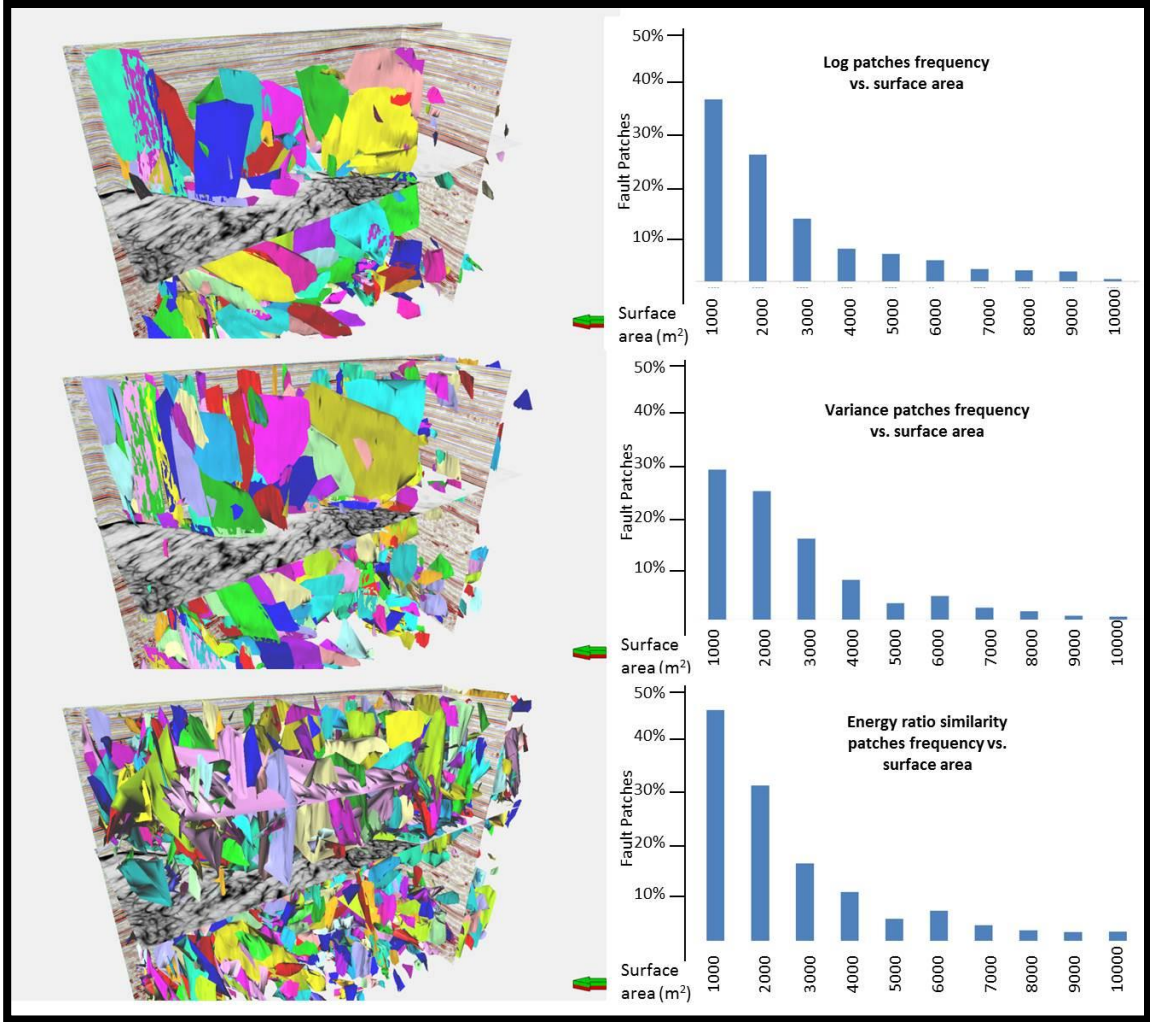 50%
40%
30%
20%
10%
Fault Patches
Log patches frequency
vs. surface area
Surface
area (m²)
1000
2000
3000
4000
5000
6000
7000
8000
9000
10000
50%
40%
30%
20%
10%
Fault Patches
Variance patches frequency
vs. surface area
Surface
area (m²)
1000
2000
3000
4000
5000
6000
7000
8000
9000
10000
50%
40%
30%
20%
10%
Fault Patches
Energy ratio similarity
patches frequency vs.
surface area
Surface
area (m²)
1000
2000
3000
4000
5000
6000
7000
8000
9000
10000